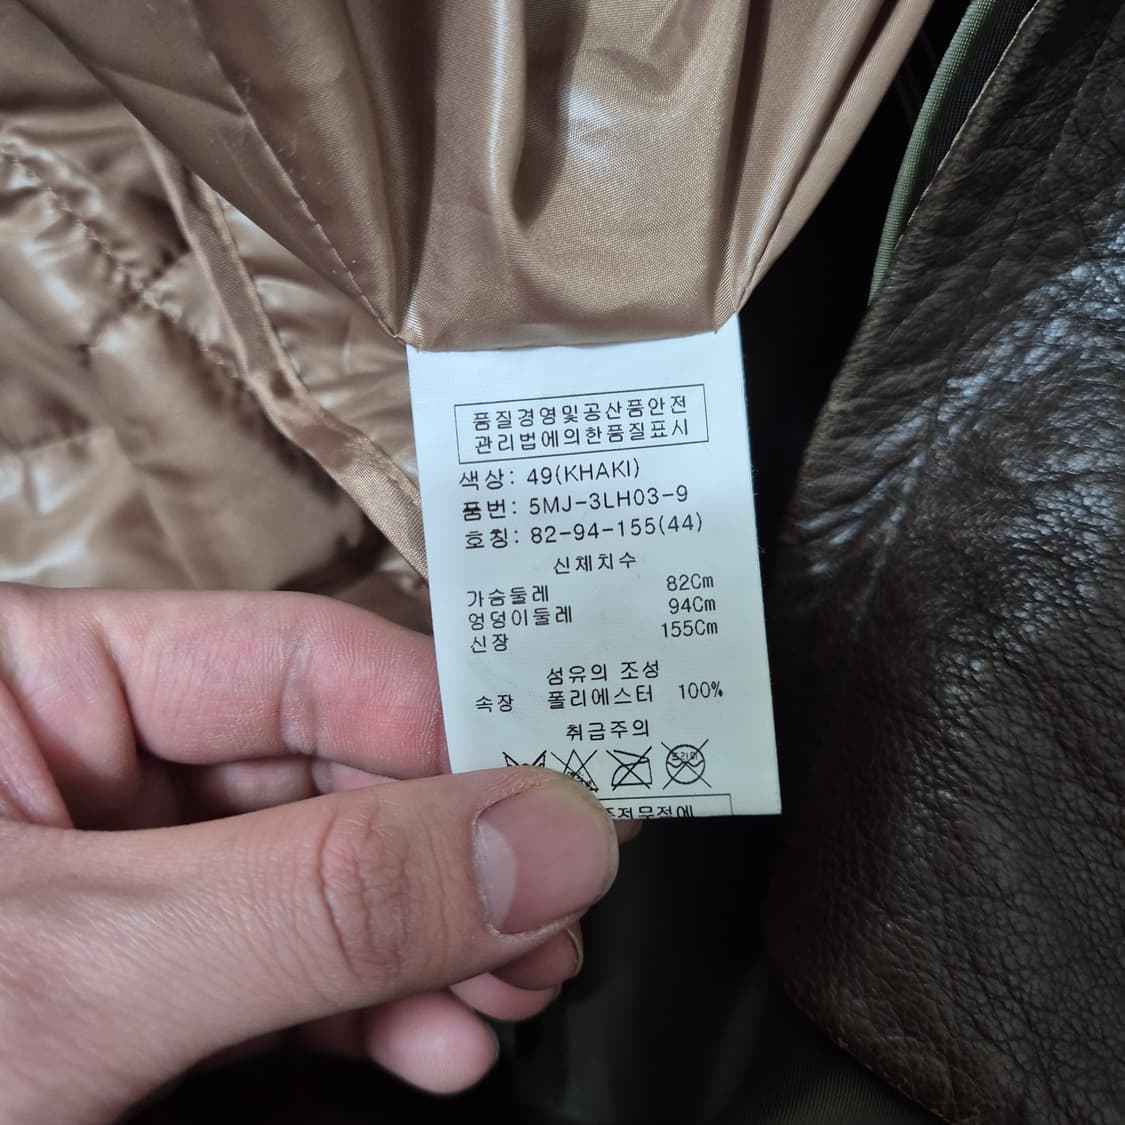 품질경영및공산품안전
관리법에의한품질표시
색상: 49(KHAKI)
품번: 5MJ-3LH03-9
호칭: 82-94-155(44)
신체치수
가슴둘레 82Cm
엉덩이둘레 94Cm
신장 155Cm
섬유의 조성
속장 폴리에스터 100%
취급주의
드라이